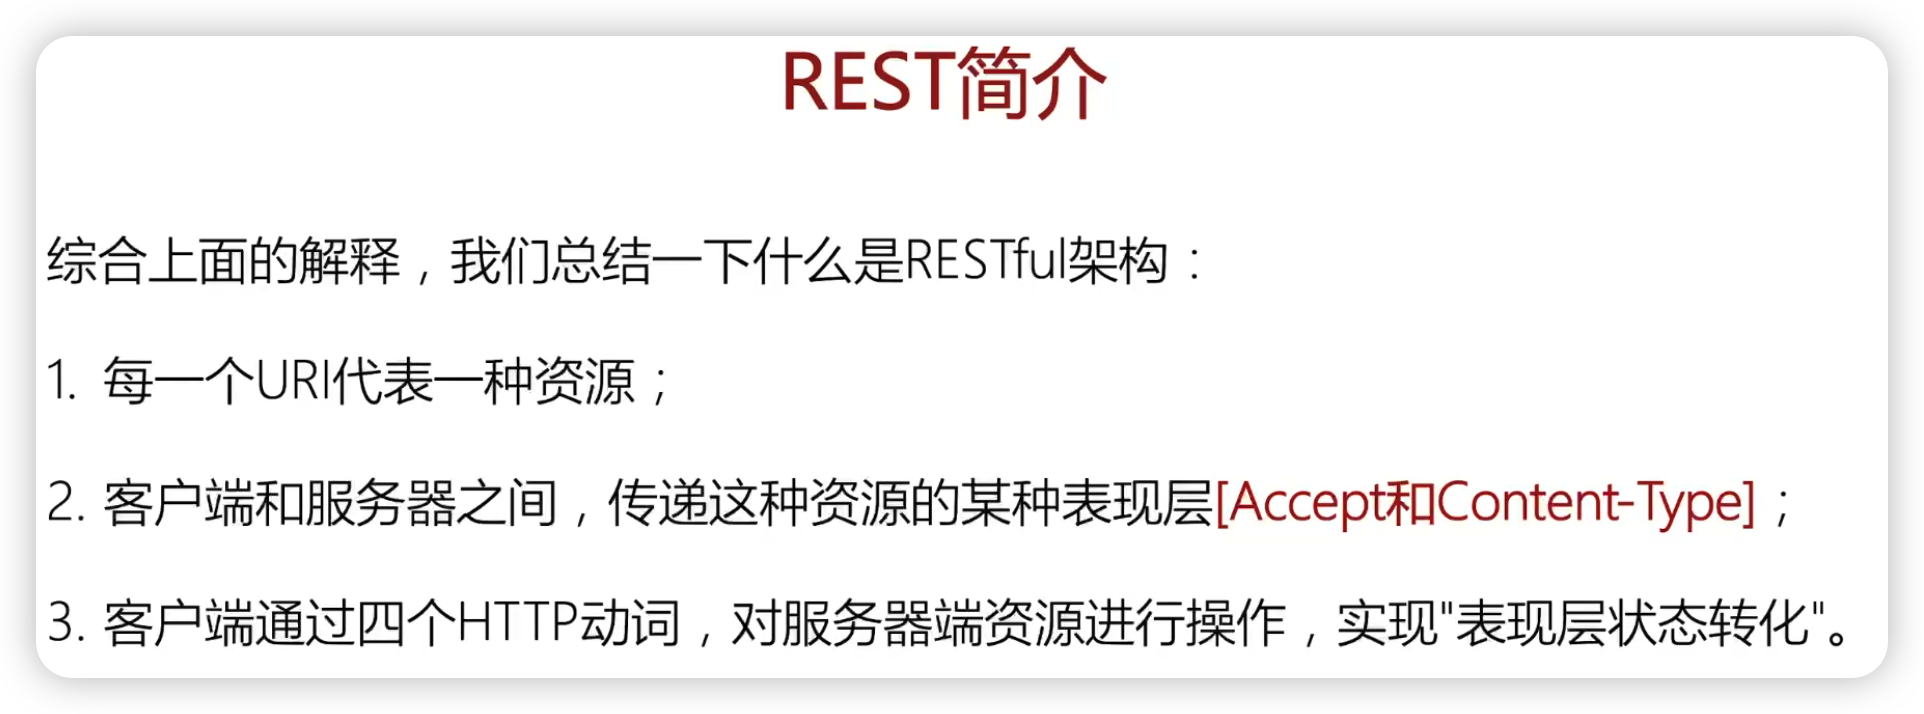 REST简介
综合上面的解释，我们总结一下什么是RESTful架构：
1. 每一个URI代表一种资源；
2. 客户端和服务器之间，传递这种资源的某种表现层[Accept和Content-Type]；
3. 客户端通过四个HTTP动词，对服务器端资源进行操作，实现"表现层状态转化"。